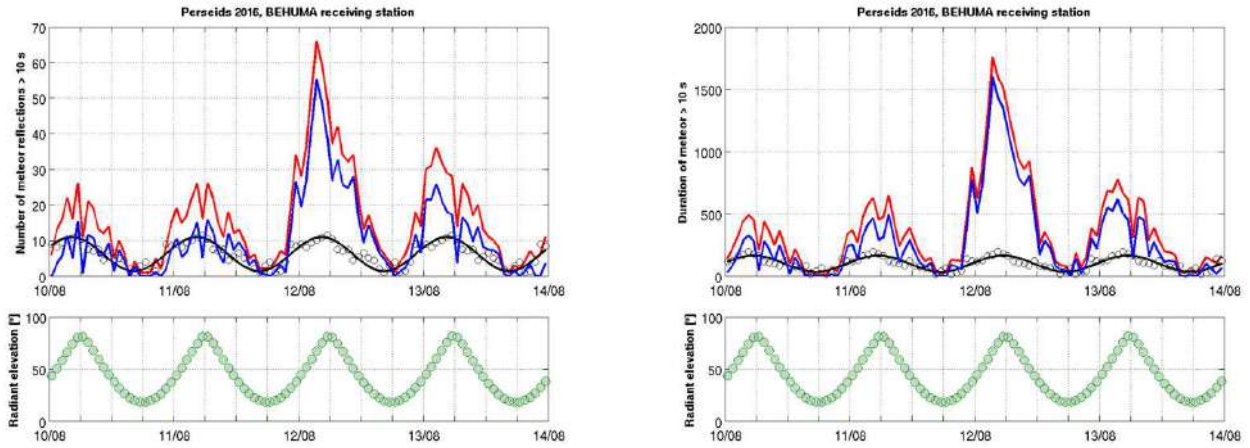 Perseids 2016, BEHUMA receiving station
Number of meteor reflections > 10 s
70
60
50
40
30
20
10
0
10/08 11/08 12/08 13/08 14/08
Radiant elevation [°]
100
50
0
10/08 11/08 12/08 13/08 14/08
Perseids 2016, BEHUMA receiving station
Duration of meteor > 10 s
2000
1500
1000
500
0
10/08 11/08 12/08 13/08 14/08
Radiant elevation [°]
100
50
0
10/08 11/08 12/08 13/08 14/08